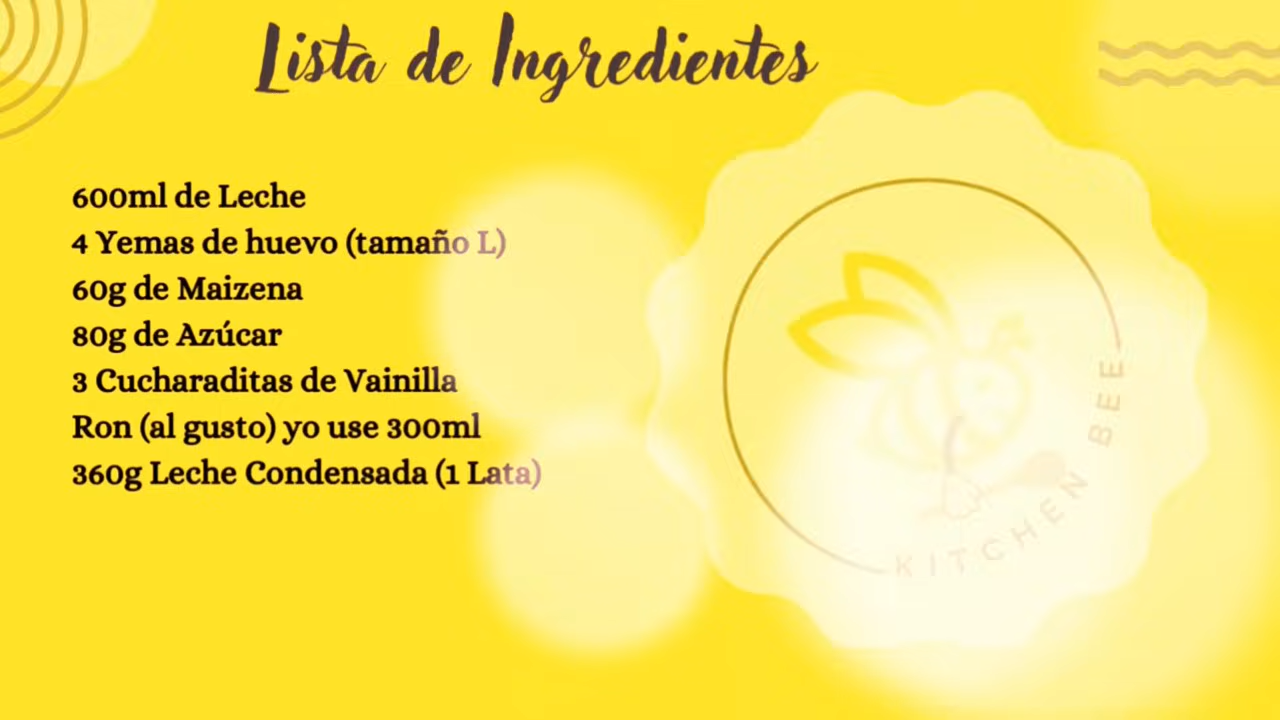 Lista de Ingredientes
600ml de Leche
4 Yemas de huevo (tamaño L)
60g de Maizena
80g de Azúcar
3 Cucharaditas de Vainilla
Ron (al gusto) yo use 300ml
360g Leche Condensada (1 Lata)
KITCHEN BEE